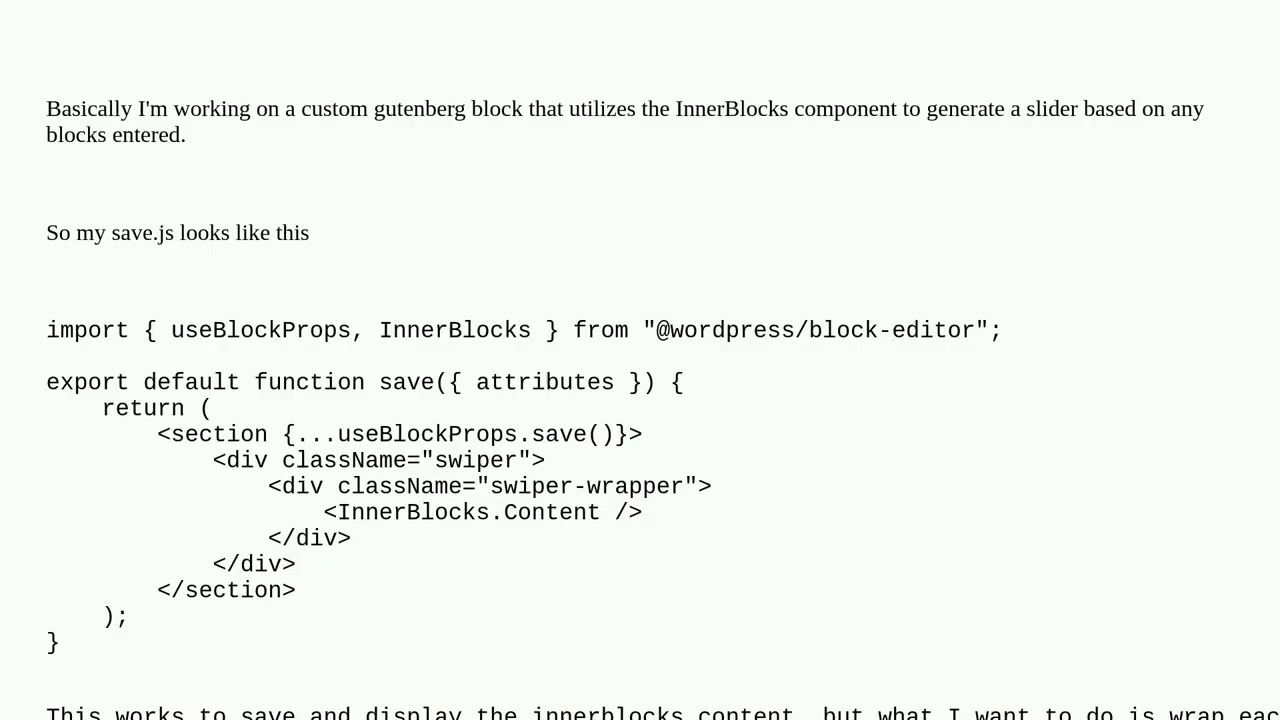 Basically I'm working on a custom gutenberg block that utilizes the InnerBlocks component to generate a slider based on any
blocks entered.
So my save.js looks like this
import { useBlockProps, InnerBlocks } from "@wordpress/block-editor";
export default function save({ attributes }) {
    return (
        <section {...useBlockProps.save()}>
            <div className="swiper">
                <div className="swiper-wrapper">
                    <InnerBlocks.Content />
                </div>
            </div>
        </section>
    );
}
This works to save and display the innerblocks content, but what I want to do is wrap